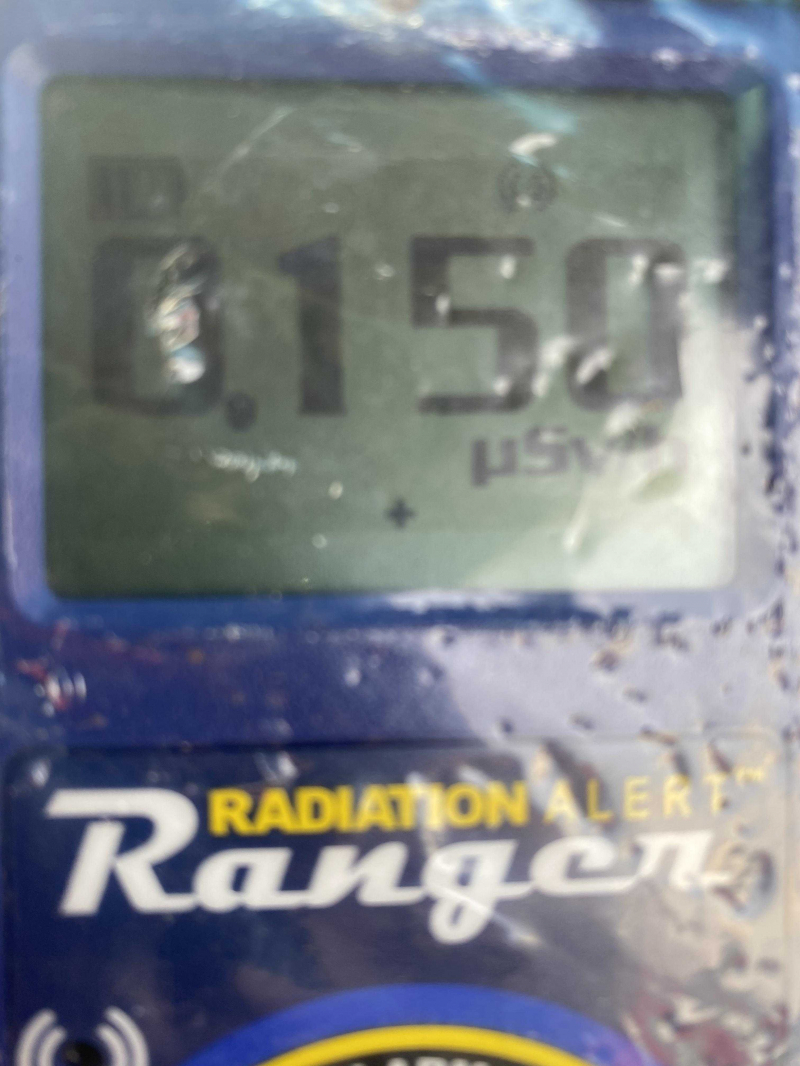 0.150
µSv/h
RADIATION ALERT™
Ranger